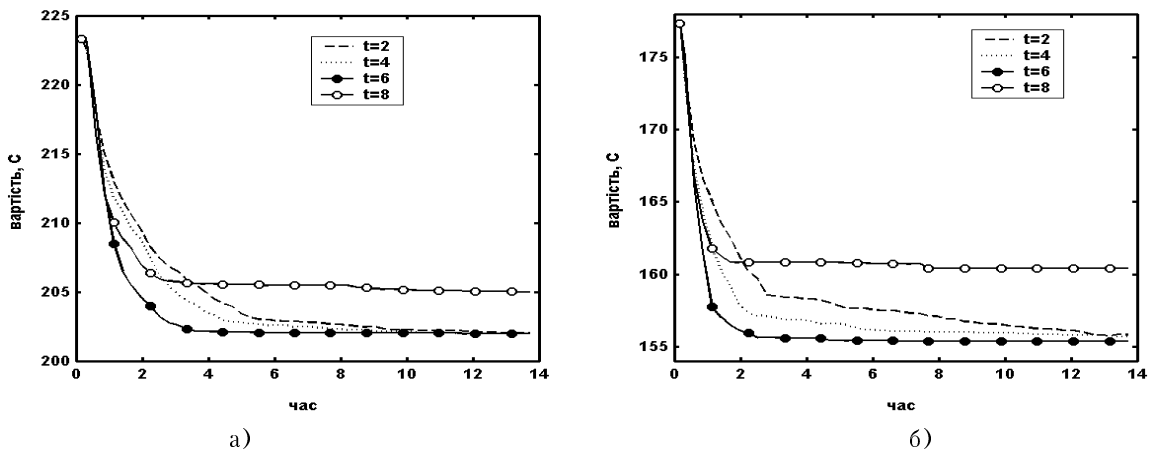 225
220
215
210
205
200
вартість, С
0 2 4 6 8 10 12 14
час
t=2
t=4
t=6
t=8
а)
175
170
165
160
155
вартість, С
0 2 4 6 8 10 12 14
час
t=2
t=4
t=6
t=8
б)